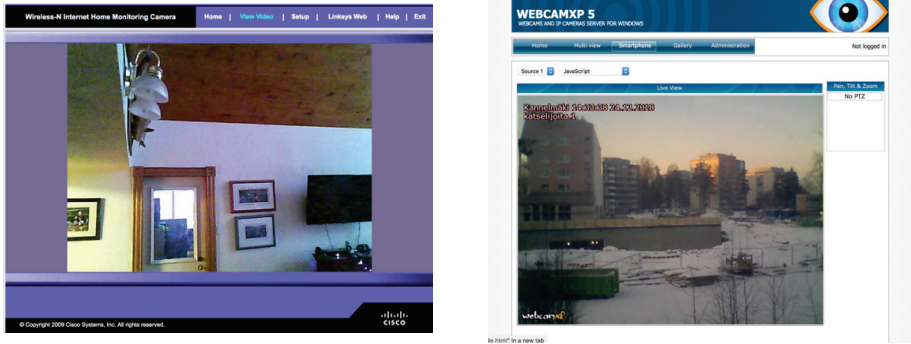 Wireless-N Internet Home Monitoring Camera
Home | View Video | Setup | Linksys Web | Help | Exit
© Copyright 2009 Cisco Systems, Inc. All rights reserved.
CISCO
WEBCAMXP 5
WEBCAMS AND IP CAMERAS SERVER FOR WINDOWS
Home Multi view Smartphone Gallery Administration Not logged in
Source 1 JavaScript
Live View
Pan, Tilt & Zoom
No PTZ
Kannelmäki 24.12.2018
katselijoita 1
webcamxp
in a new tab